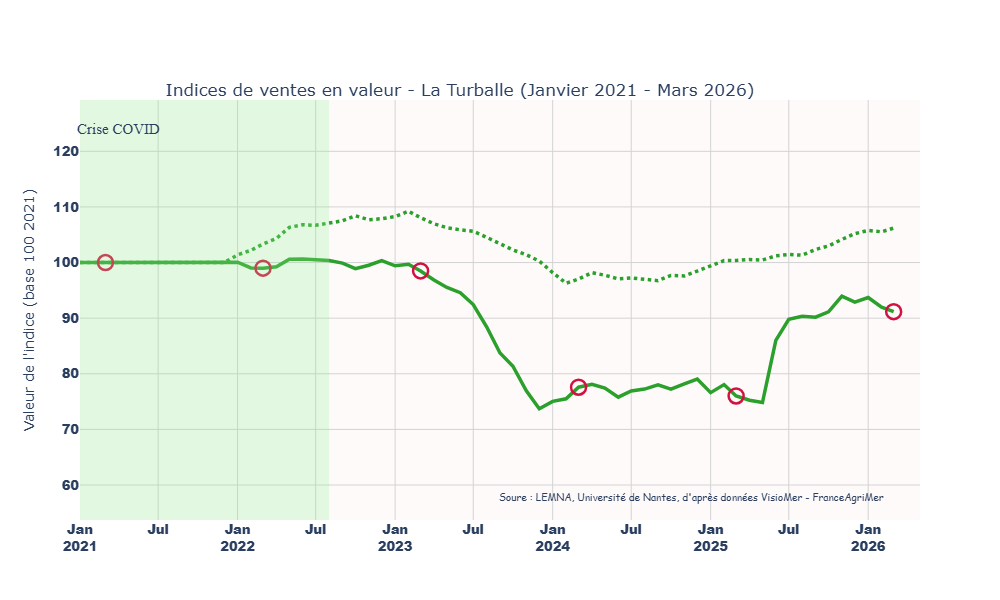 Indices de ventes en valeur - La Turballe (Janvier 2021 - Mars 2026)
Crise COVID
Valeur de l'indice (base 100 2021)
120
110
100
90
80
70
60
Soure : LEMNA, Université de Nantes, d'après données VisioMer - FranceAgriMer
Jan Jul Jan Jul Jan Jul Jan Jul Jan Jul Jan
2021 2022 2023 2024 2025 2026